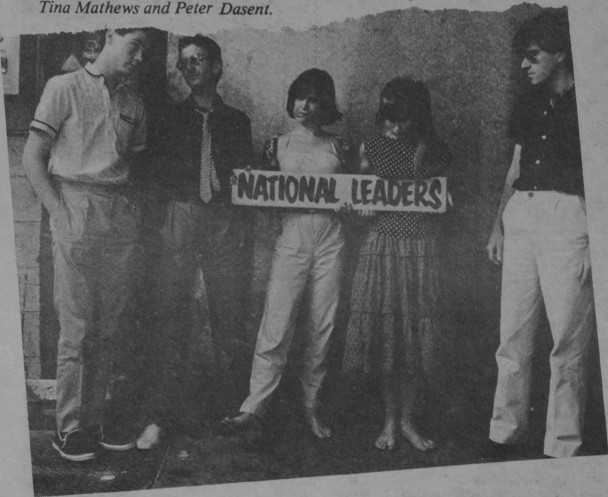 Tina Mathews and Peter Dasent.
NATIONAL LEADERS